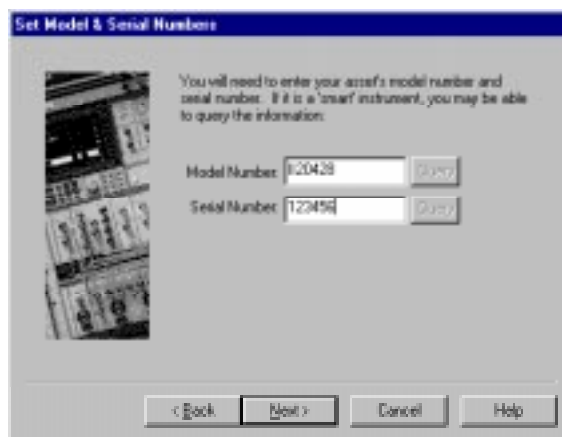 Set Model & Serial Numbers
You will need to enter your asset's model number and
serial number. If it is a 'smart' instrument, you may be able
to query the information:
Model Number: Query
Serial Number: 123456 Query
< Back Next > Cancel Help